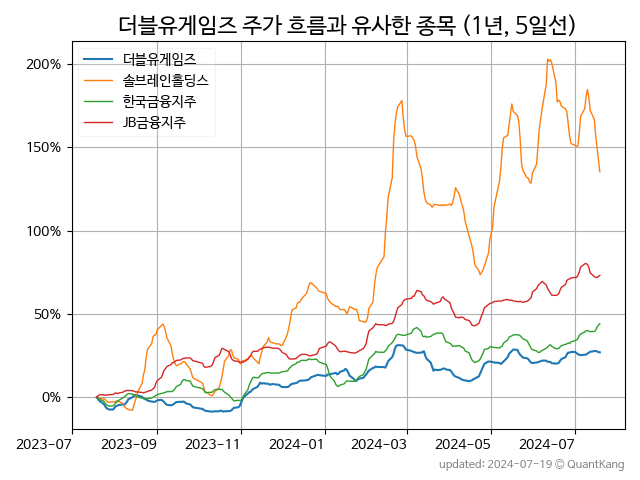 더블유게임즈 주가 흐름과 유사한 종목 (1년, 5일선)
더블유게임즈
솔브레인홀딩스
한국금융지주
JB금융지주
200%
150%
100%
50%
0%
2023-07 2023-09 2023-11 2024-01 2024-03 2024-05 2024-07
updated: 2024-07-19 © QuantKang